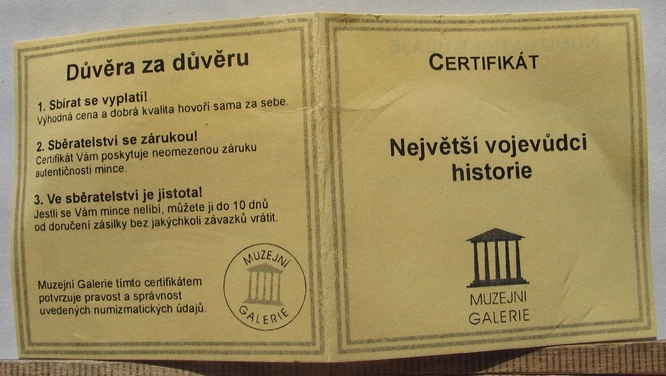 Důvěra za důvěru
1. Sbírat se vyplatí!
Výhodná cena a dobrá kvalita hovoří sama za sebe.
2. Sběratelství se zárukou!
Certifikát Vám poskytuje neomezenou záruku
autentičnosti mince.
3. Ve sběratelství je jistota!
Jestli se Vám mince nelíbí, můžete ji do 10 dnů
od doručení zásilky bez jakýchkoli závazků vrátit.
Muzejní Galerie tímto certifikátem
potvrzuje pravost a správnost
uvedených numizmatických údajů.
MUZEJNÍ
GALERIE
CERTIFIKÁT
Největší vojevůdci
historie
MUZEJNÍ
GALERIE